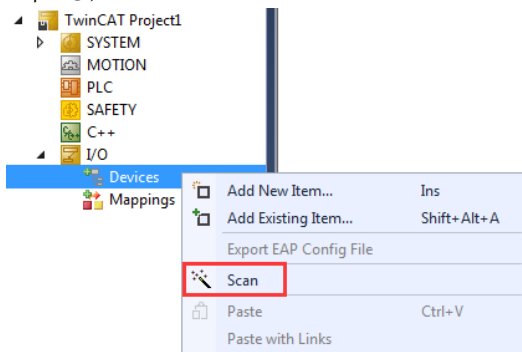 TwinCAT Project1
SYSTEM
MOTION
PLC
SAFETY
C++
I/O
Devices
Mappings
Add New Item... Ins
Add Existing Item... Shift+Alt+A
Export EAP Config File
Scan
Paste Ctrl+V
Paste with Links